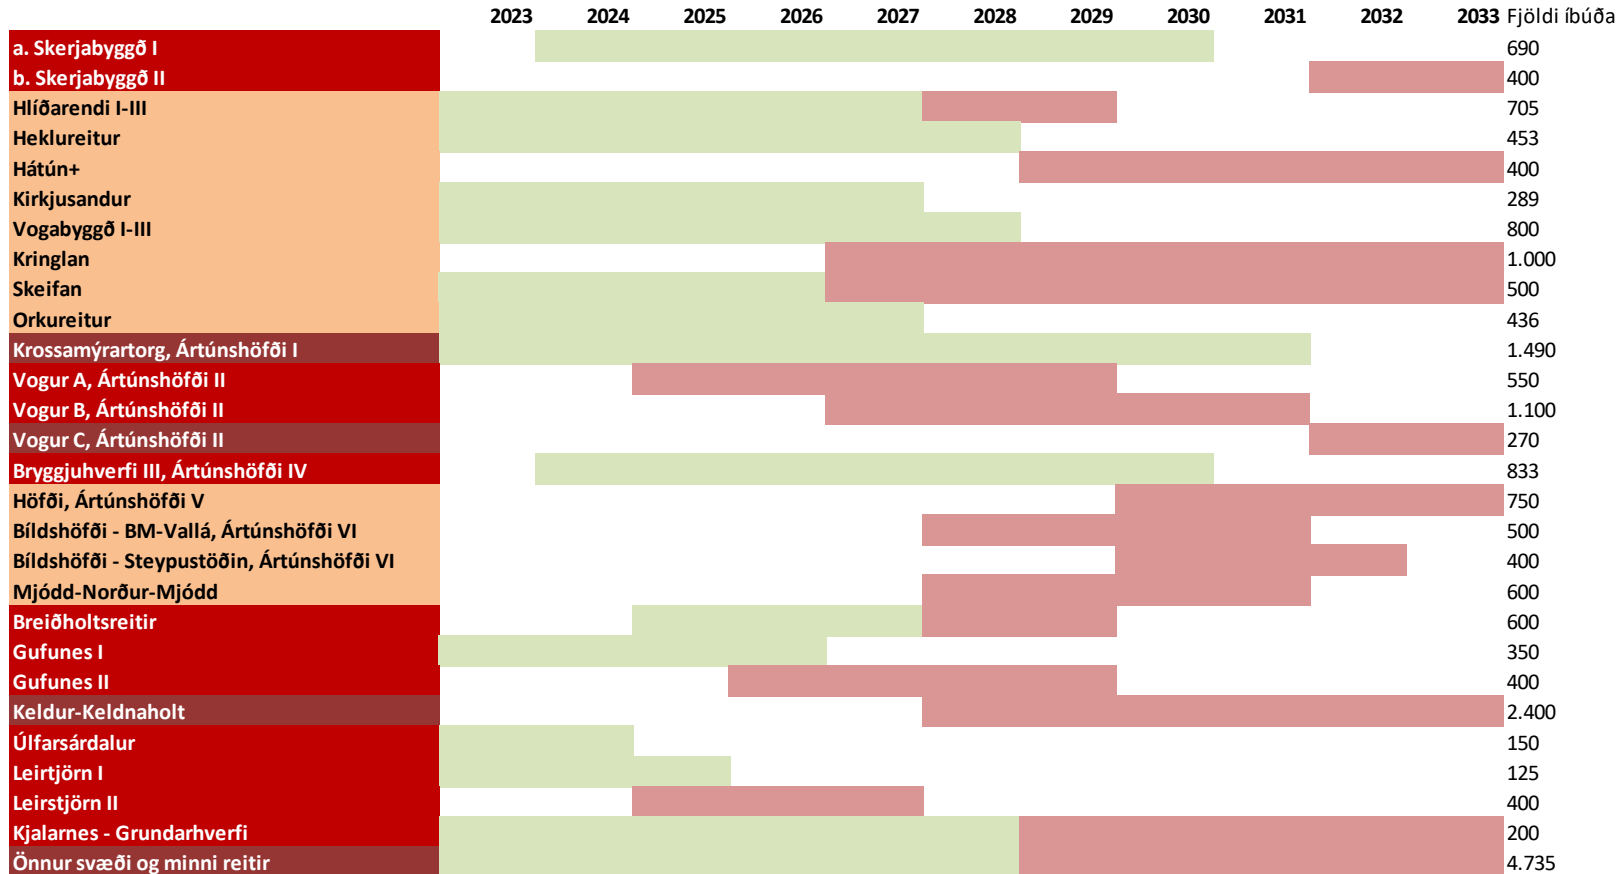 2023 2024 2025 2026 2027 2028 2029 2030 2031 2032 2033 Fjöldi íbúða
a. Skerjabyggð I 690
b. Skerjabyggð II 400
Hlíðarendi I-III 705
Heklureitur 453
Hátún+ 400
Kirkjusandur 289
Vogabyggð I-III 800
Kringlan 1.000
Skeifan 500
Orkureitur 436
Krossamýrartorg, Ártúnshöfði I 1.490
Vogur A, Ártúnshöfði II 550
Vogur B, Ártúnshöfði II 1.100
Vogur C, Ártúnshöfði II 270
Bryggjuhverfi III, Ártúnshöfði IV 833
Höfði, Ártúnshöfði V 750
Bíldshöfði - BM-Vallá, Ártúnshöfði VI 500
Bíldshöfði - Steypustöðin, Ártúnshöfði VI 400
Mjódd-Norður-Mjódd 600
Breiðholtsreitir 600
Gufunes I 350
Gufunes II 400
Keldur-Keldnaholt 2.400
Úlfarsárdalur 150
Leirtjörn I 125
Leirstjörn II 400
Kjalarnes - Grundarhverfi 200
Önnur svæði og minni reitir 4.735